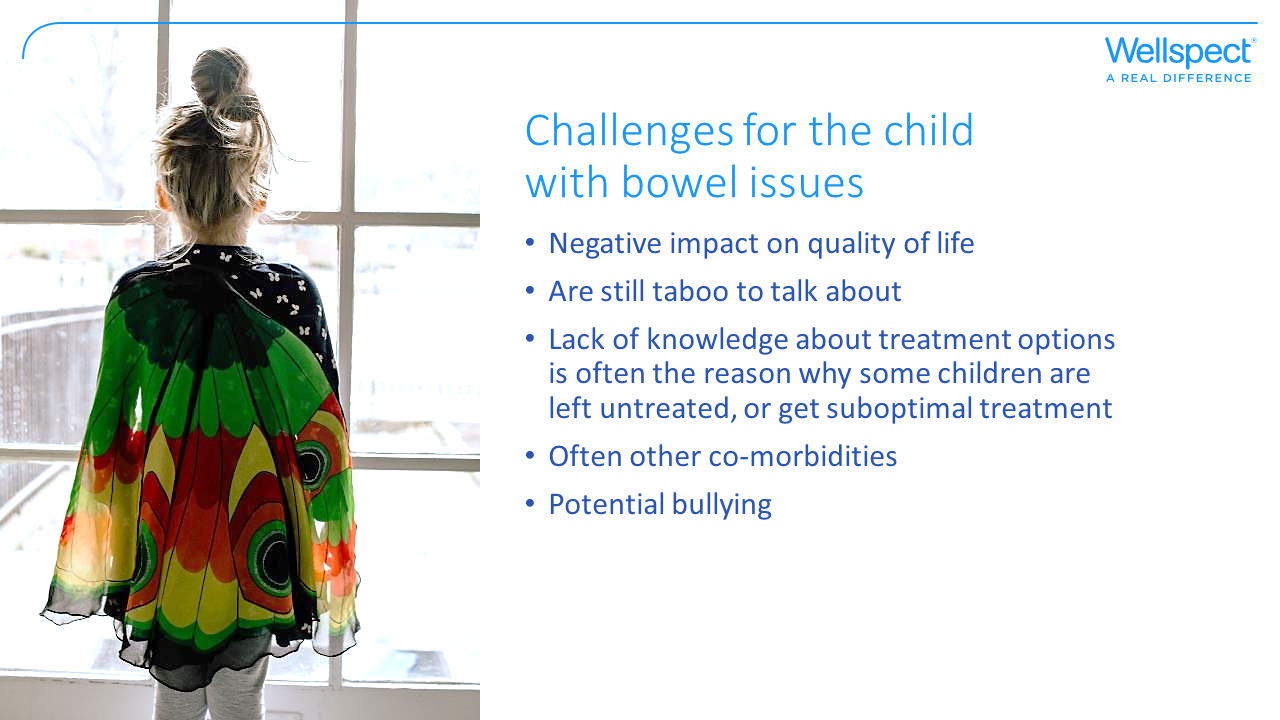 Wellspect®
A REAL DIFFERENCE
Challenges for the child
with bowel issues
• Negative impact on quality of life
• Are still taboo to talk about
• Lack of knowledge about treatment options
is often the reason why some children are
left untreated, or get suboptimal treatment
• Often other co-morbidities
• Potential bullying